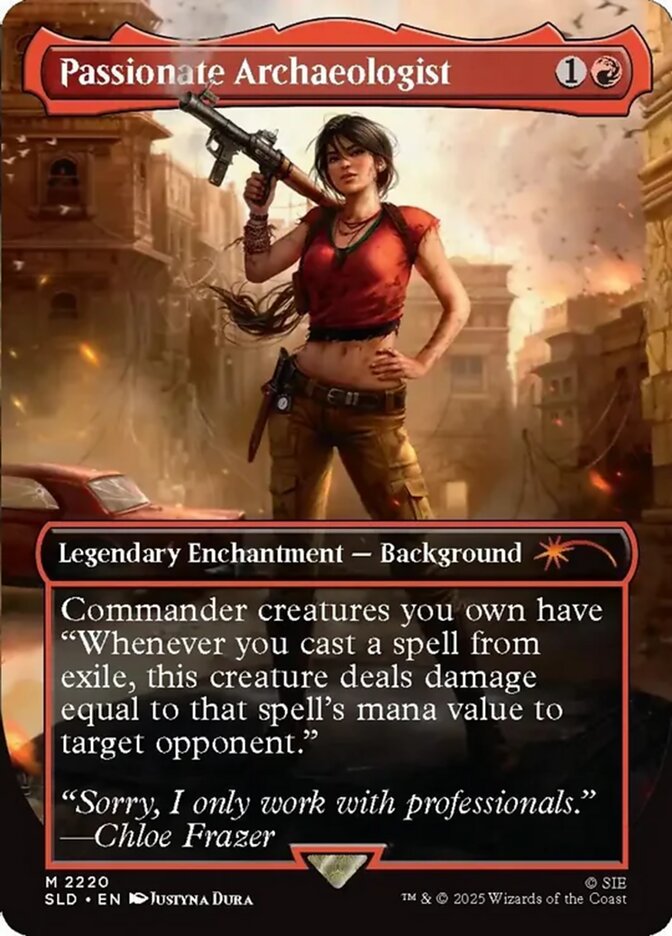 Passionate Archaeologist 1
Legendary Enchantment — Background
Commander creatures you own have
“Whenever you cast a spell from
exile, this creature deals damage
equal to that spell’s mana value to
target opponent.”
“Sorry, I only work with professionals.”
—Chloe Frazer
M 2220 © SIE
SLD • EN Justyna Dura ™ & © 2025 Wizards of the Coast